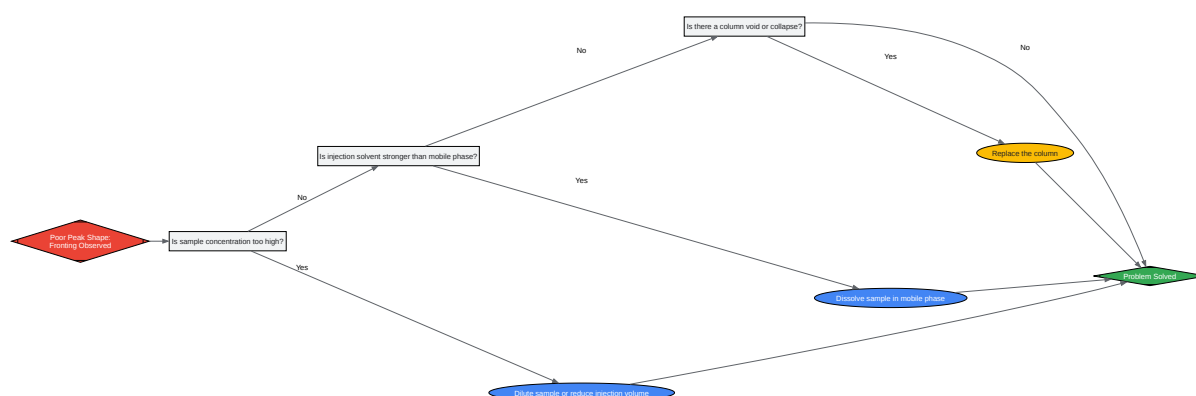 Is there a column void or collapse?
No
No
Yes
Is injection solvent stronger than mobile phase?
Replace the column
Yes
No
Poor Peak Shape:
Fronting Observed
Is sample concentration too high?
Yes
Problem Solved
Dissolve sample in mobile phase
Dilute sample or reduce injection volume